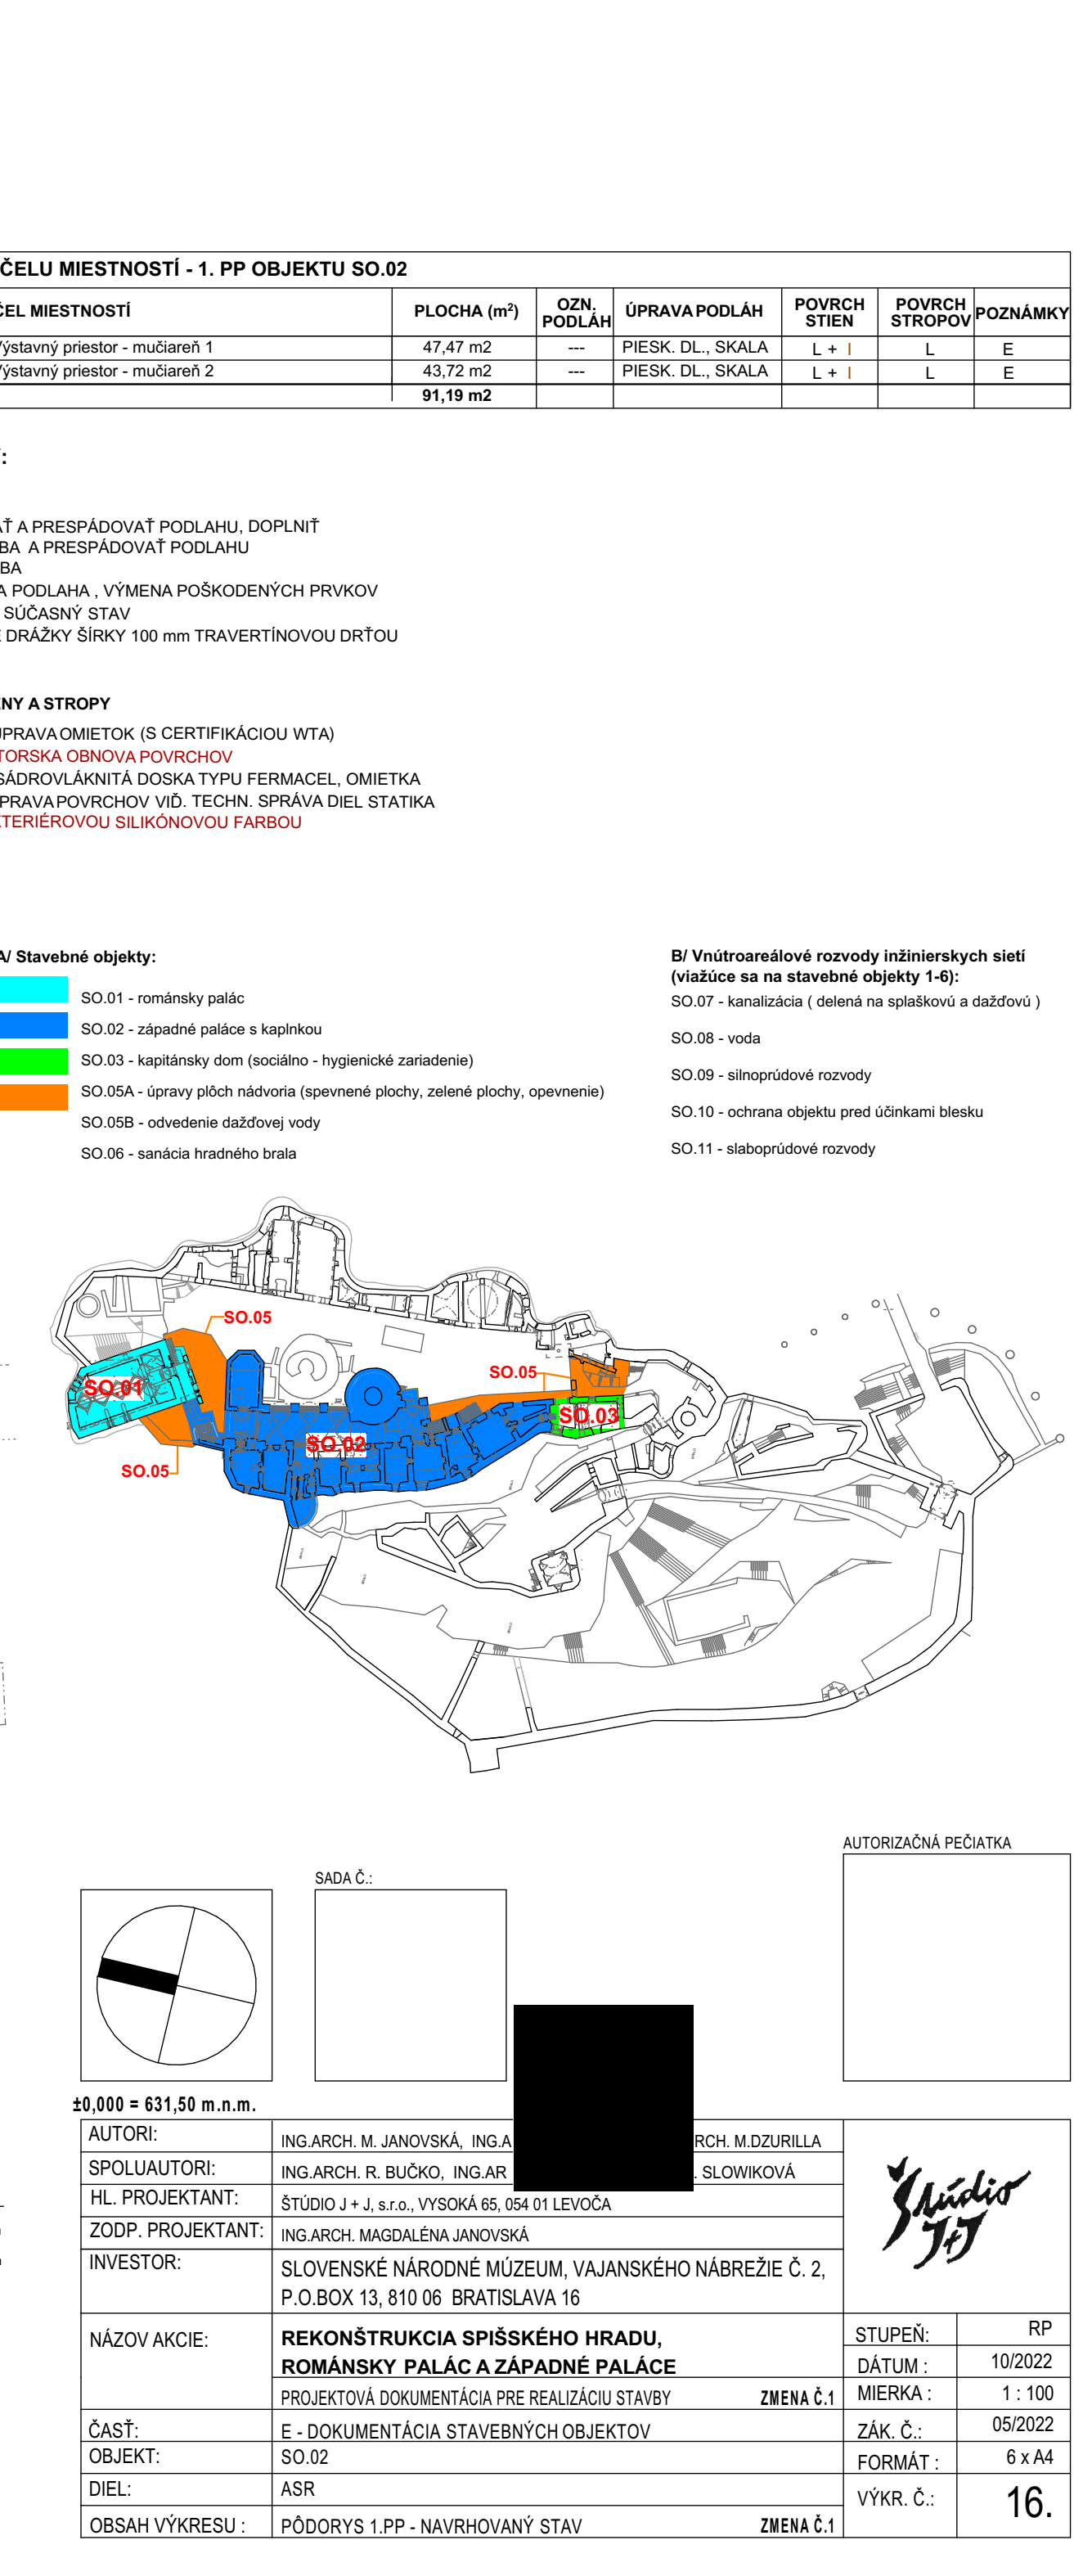 ČELU MIESTNOSTÍ - 1. PP OBJEKTU SO.02
ČEL MIESTNOSTÍ PLOCHA (m²) OZN. PODLÁH ÚPRAVA PODLÁH POVRCH STIEN POVRCH STROPOV POZNÁMKY
Výstavný priestor - mučiareň 1 47,47 m2 --- PIESK. DL., SKALA L + I L E
Výstavný priestor - mučiareň 2 43,72 m2 --- PIESK. DL., SKALA L + I L E
91,19 m2
:
AŤ A PRESPÁDOVAŤ PODLAHU, DOPLNIŤ
BA A PRESPÁDOVAŤ PODLAHU
BA
A PODLAHA , VÝMENA POŠKODENÝCH PRVKOV
SÚČASNÝ STAV
E DRÁŽKY ŠÍRKY 100 mm TRAVERTÍNOVOU DRŤOU
ENY A STROPY
ÚPRAVA OMIETOK (S CERTIFIKÁCIOU WTA)
TORSKA OBNOVA POVRCHOV
SÁDROVLÁKNITÁ DOSKA TYPU FERMACEL, OMIETKA
PRAVA POVRCHOV VIĎ. TECHN. SPRÁVA DIEL STATIKA
TERIÉROVOU SILIKÓNOVOU FARBOU
A/ Stavebné objekty:
SO.01 - románsky palác
SO.02 - západné paláce s kaplnkou
SO.03 - kapitánsky dom (sociálno - hygienické zariadenie)
SO.05A - úpravy plôch nádvoria (spevnené plochy, zelené plochy, opevnenie)
SO.05B - odvedenie dažďovej vody
SO.06 - sanácia hradného brala
B/ Vnútroareálové rozvody inžinierskych sietí
(viažúce sa na stavebné objekty 1-6):
SO.07 - kanalizácia ( delená na splaškovú a dažďovú )
SO.08 - voda
SO.09 - silnoprúdové rozvody
SO.10 - ochrana objektu pred účinkami blesku
SO.11 - slaboprúdové rozvody
SO.05
SO.05
SO.01
SO.03
SO.02
SO.05
AUTORIZAČNÁ PEČIATKA
SADA Č.:
±0,000 = 631,50 m.n.m.
AUTORI: ING.ARCH. M. JANOVSKÁ, ING.A RCH. M.DZURILLA
SPOLUAUTORI: ING.ARCH. R. BUČKO, ING.AR . SLOWIKOVÁ
HL. PROJEKTANT: ŠTÚDIO J + J, s.r.o., VYSOKÁ 65, 054 01 LEVOČA
ZODP. PROJEKTANT: ING.ARCH. MAGDALÉNA JANOVSKÁ
INVESTOR: SLOVENSKÉ NÁRODNÉ MÚZEUM, VAJANSKÉHO NÁBREŽIE Č. 2,
P.O.BOX 13, 810 06 BRATISLAVA 16
Štúdio
J+J
NÁZOV AKCIE: REKONŠTRUKCIA SPIŠSKÉHO HRADU,
ROMÁNSKY PALÁC A ZÁPADNÉ PALÁCE
PROJEKTOVÁ DOKUMENTÁCIA PRE REALIZÁCIU STAVBY ZMENA Č.1
ČASŤ: E - DOKUMENTÁCIA STAVEBNÝCH OBJEKTOV
OBJEKT: SO.02
DIEL: ASR
OBSAH VÝKRESU : PÔDORYS 1.PP - NAVRHOVANÝ STAV ZMENA Č.1
STUPEŇ: RP
DÁTUM : 10/2022
MIERKA : 1 : 100
ZÁK. Č.: 05/2022
FORMÁT : 6 x A4
VÝKR. Č.: 16.